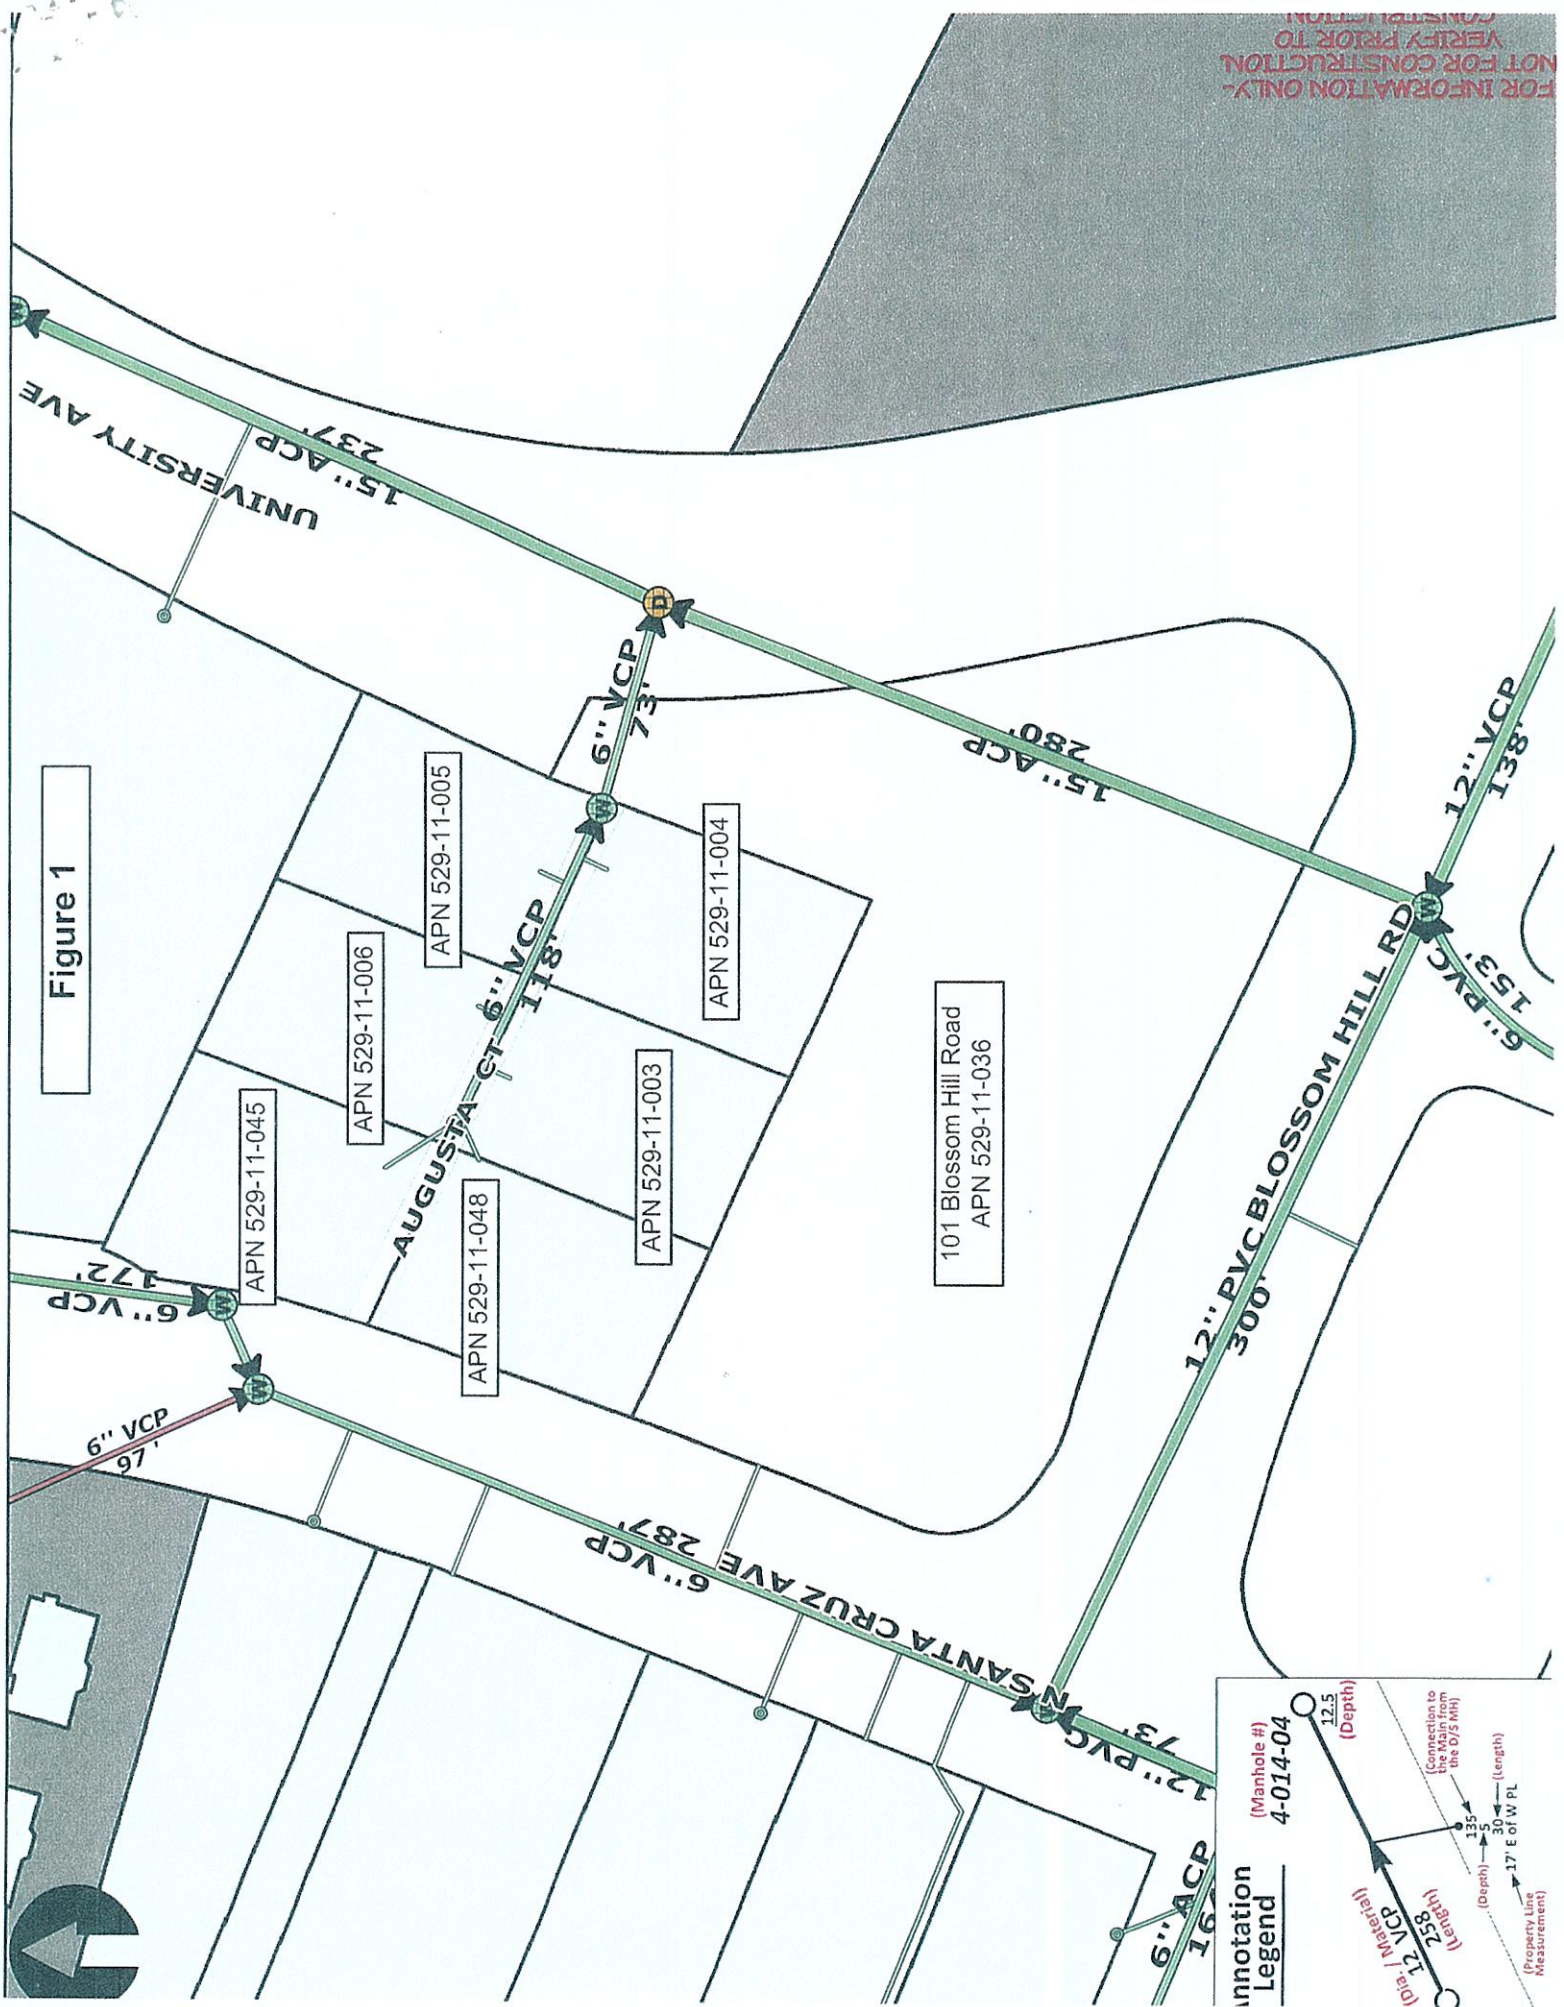 Figure 1
FOR INFORMATION ONLY-
NOT FOR CONSTRUCTION
VERIFY PRIOR TO
CONSTRUCTION
UNIVERSITY AVE
15" ACP
237'
6" VCP
73'
15" ACP
280'
APN 529-11-005
APN 529-11-006
APN 529-11-045
APN 529-11-004
APN 529-11-003
APN 529-11-048
AUGUSTA CT
6" VCP
118'
101 Blossom Hill Road
APN 529-11-036
6" VCP
172'
6" VCP
97'
6" VCP 287'
N SANTA CRUZ AVE
12" PVC
300'
BLOSSOM HILL RD
12" VCP
138'
6" PVC
153'
12" PVC
73'
6" ACP
W
W
W
W
W
W
D
nnotation
Legend
(Manhole #)
4-014-04
12.5
(Depth)
(Dia. / Material)
12 VCP
258
(Length)
(Connection to
the Main from
the D/S MH)
135
(Depth)
5
30
(Length)
17' E of W PL
(Property Line
Measurement)